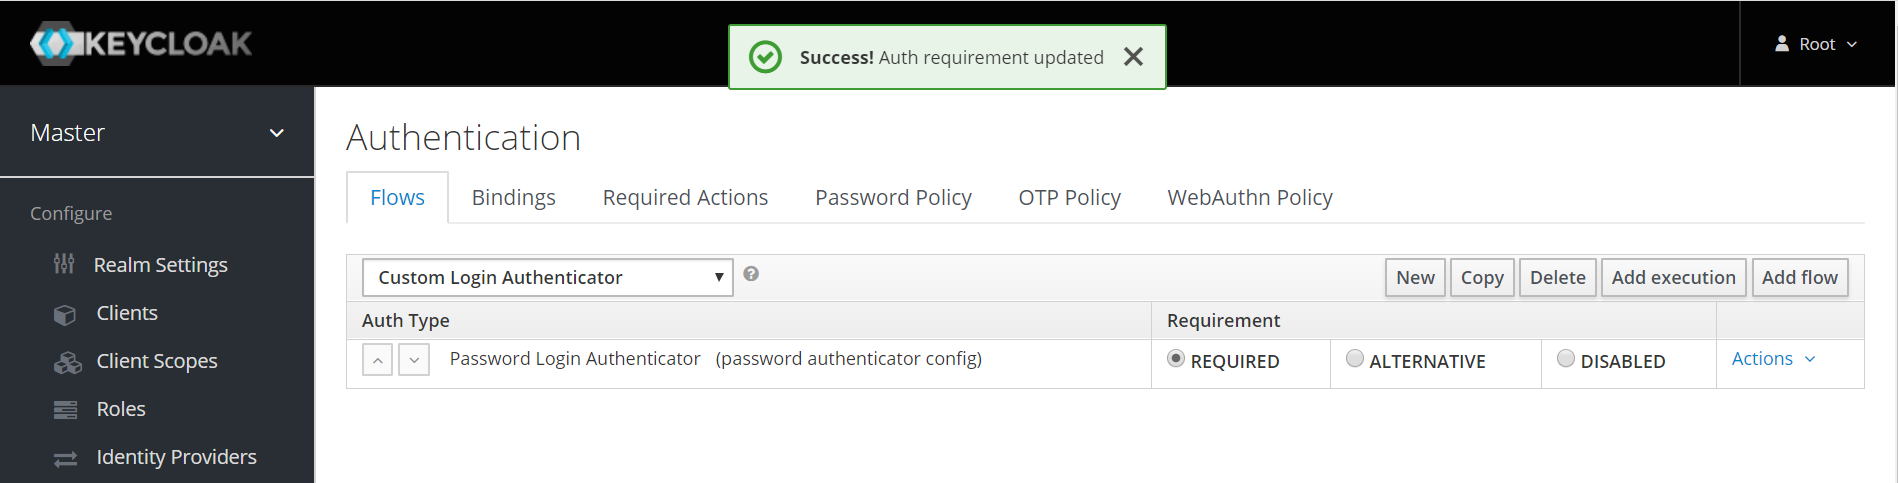 KEYCLOAK
Success! Auth requirement updated
Root
Master
Authentication
Flows Bindings Required Actions Password Policy OTP Policy WebAuthn Policy
Configure
Realm Settings
Clients
Client Scopes
Roles
Identity Providers
Custom Login Authenticator New Copy Delete Add execution Add flow
Auth Type Requirement
Password Login Authenticator (password authenticator config) REQUIRED ALTERNATIVE DISABLED Actions